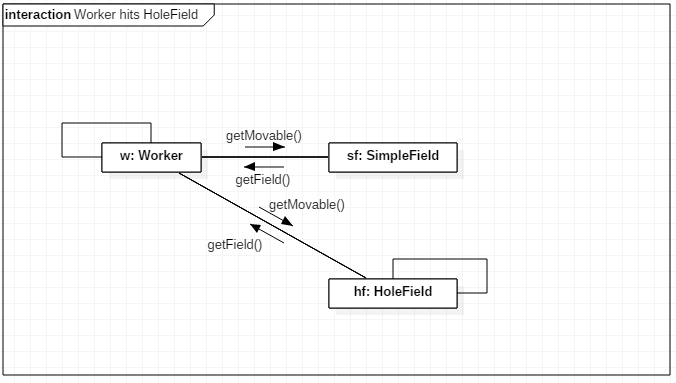 interaction Worker hits HoleField
getMovable()
w: Worker
sf: SimpleField
getField()
getMovable()
getField()
hf: HoleField